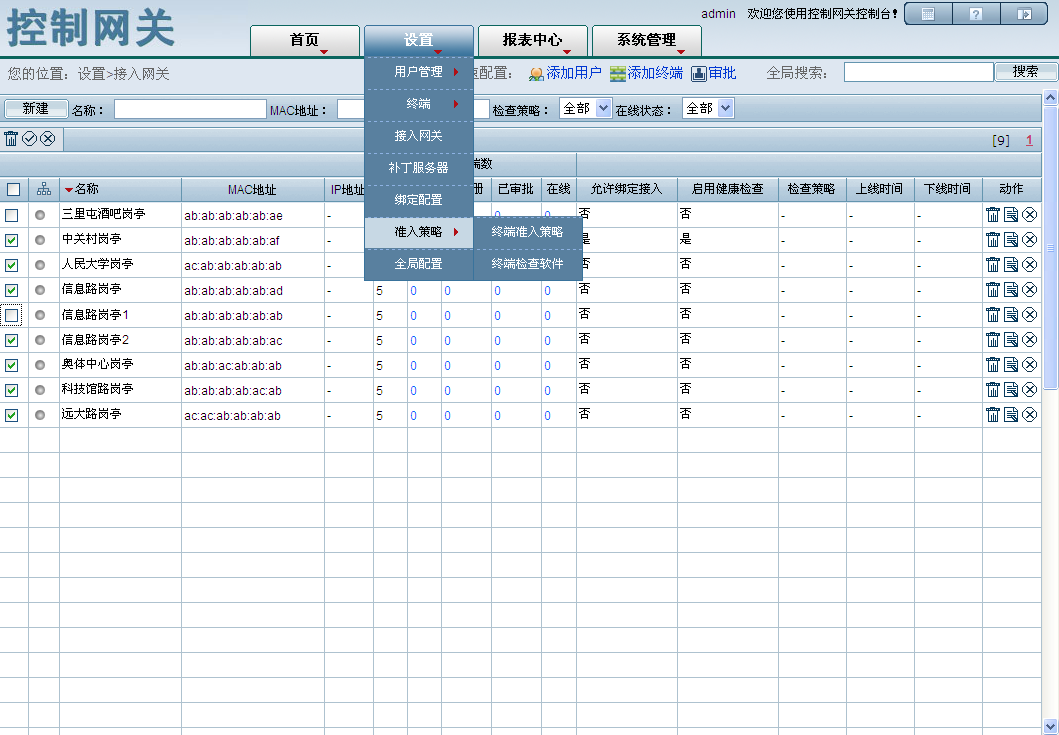 控制网关
admin 欢迎您使用控制网关控制台!
首页 设置 报表中心 系统管理
您的位置: 设置>接入网关 配置: 添加用户 添加终端 审批 全局搜索: 搜索
新建 名称: MAC地址: 检查策略: 全部 在线状态: 全部
[9] 1
端数
名称 MAC地址 IP地址 册 已审批 在线 允许绑定接入 启用健康检查 检查策略 上线时间 下线时间 动作
用户管理
终端
接入网关
补丁服务器
绑定配置
准入策略
全局配置
终端准入策略
终端检查软件
三里屯酒吧岗亭 ab:ab:ab:ab:ab:ae - 0 0 否 否 - - -
中关村岗亭 ab:ab:ab:ab:ab:af - 是 是 - - -
人民大学岗亭 ac:ab:ab:ab:ab:ab - 否 否 - - -
信息路岗亭 ab:ab:ab:ab:ab:ad - 5 0 0 0 0 否 否 - - -
信息路岗亭1 ab:ab:ab:ab:ab:ab - 5 0 0 0 0 否 否 - - -
信息路岗亭2 ab:ab:ab:ab:ab:ac - 5 0 0 0 0 否 否 - - -
奥体中心岗亭 ab:ab:ac:ab:ab:ab - 5 0 0 0 0 否 否 - - -
科技馆路岗亭 ab:ab:ab:ab:ac:ab - 5 0 0 0 0 否 否 - - -
远大路岗亭 ac:ac:ab:ab:ab:ab - 5 0 0 0 0 否 否 - - -